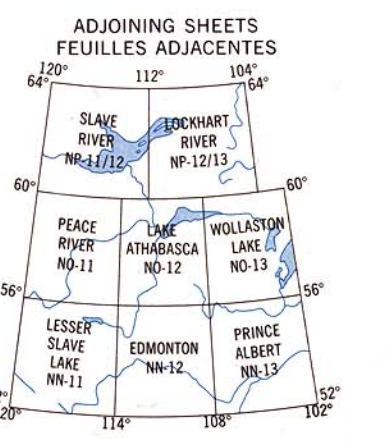 ADJOINING SHEETS
FEUILLES ADJACENTES
120° 112° 104°
64° 64°
SLAVE
RIVER
NP-11/12
LOCKHART
RIVER
NP-12/13
60° 60°
PEACE
RIVER
NO-11
LAKE
ATHABASCA
NO-12
WOLLASTON
LAKE
NO-13
56° 56°
LESSER
SLAVE
LAKE
NN-11
EDMONTON
NN-12
PRINCE
ALBERT
NN-13
52°
114° 108° 102°